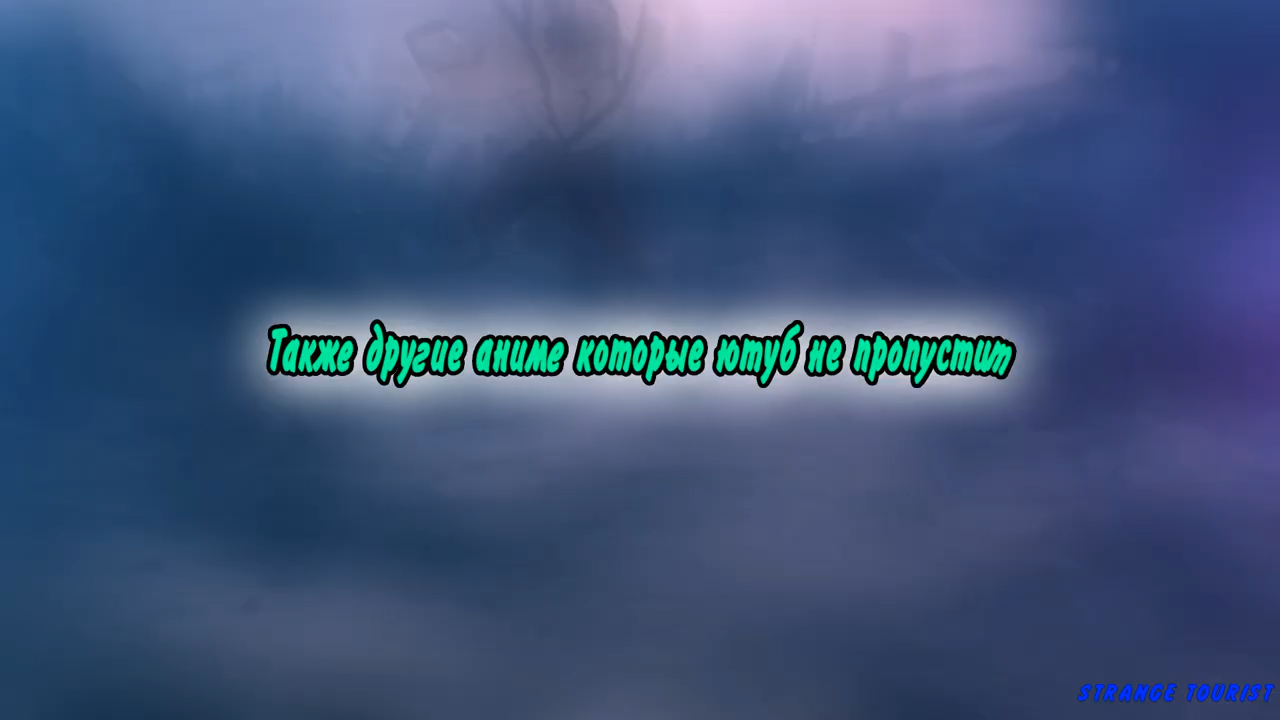 Также другие аниме которые ютуб не пропустит
STRANGE TOURIST